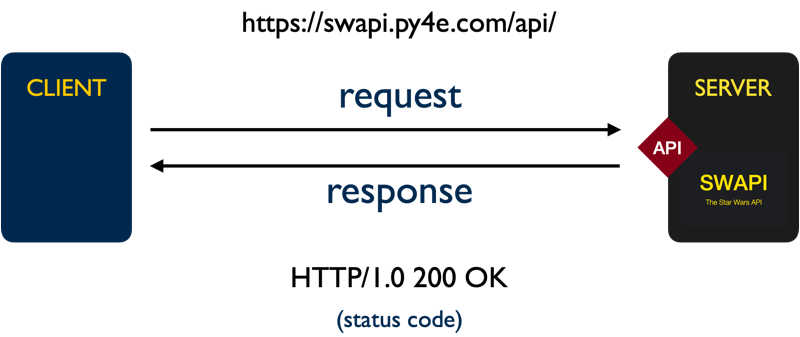 https://swapi.py4e.com/api/
CLIENT
request
SERVER
API
SWAPI
The Star Wars API
response
HTTP/1.0 200 OK
(status code)